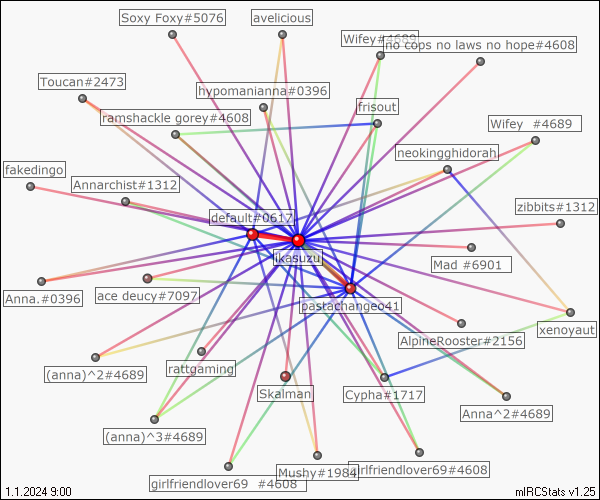 Soxy Foxy#5076
avelicious
Wifey#4689
no cops no laws no hope#4608
Toucan#2473
hypomanianna#0396
frisout
ramshackle gorey#4608
Wifey  #4689
neokingghidorah
fakedingo
Annarchist#1312
default#0617
zibbits#1312
ikasuzu
Mad #6901
Anna.#0396
ace deucy#7097
pastachangeo41
xenoyaut
AlpineRooster#2156
rattgaming
(anna)^2#4689
Skalman
Cypha#1717
Anna^2#4689
(anna)^3#4689
Mushy#1984
girlfriendlover69#4608
girlfriendlover69  #4608
1.1.2024 9:00
mIRCStats v1.25